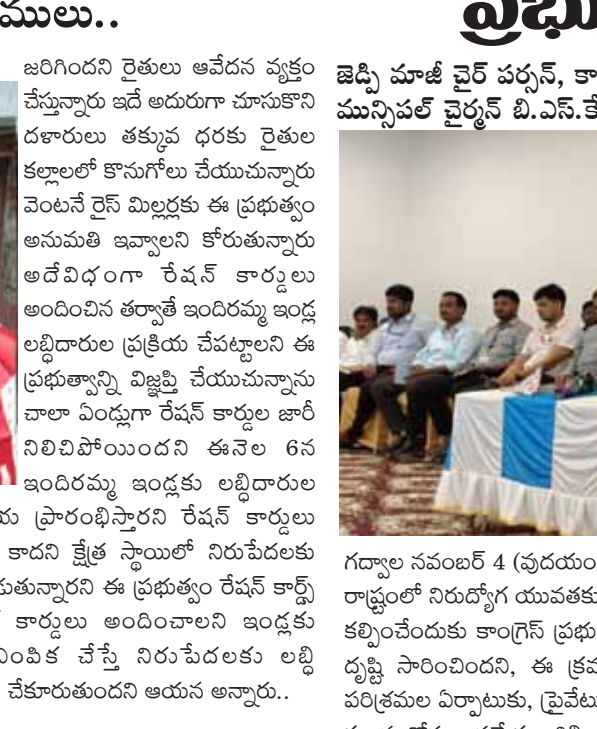 ములు..
జరిగిందని రైతులు ఆవేదన వ్యక్తం
చేస్తున్నారు ఇదే అదురుగా చూసుకొని
దళారులు తక్కువ ధరకు రైతుల
కల్లాలలో కొనుగోలు చేయుచున్నారు
వెంటనే రైస్ మిల్లర్లకు ఈ ప్రభుత్వం
అనుమతి ఇవ్వాలని కోరుతున్నారు
అదేవిధంగా రేషన్ కార్డులు
అందించిన తర్వాతే ఇందిరమ్మ ఇండ్ల
లబ్ధిదారుల ప్రక్రియ చేపట్టాలని ఈ
ప్రభుత్వాన్ని విజ్ఞప్తి చేయుచున్నాను
చాలా ఏండ్లుగా రేషన్ కార్డుల జారీ
నిలిచిపోయిందని ఈనెల 6న
ఇందిరమ్మ ఇండ్లకు లబ్ధిదారుల
ప్రారంభిస్తారని రేషన్ కార్డులు
కాదని క్షేత్ర స్థాయిలో నిరుపేదలకు
డుతున్నారని ఈ ప్రభుత్వం రేషన్ కార్డ్
కార్డులు అందించాలని ఇండ్లకు
ంపిక చేస్తే నిరుపేదలకు లబ్ధి
చేకూరుతుందని ఆయన అన్నారు..
ప్రభు
జెడ్పి మాజీ చైర్ పర్సన్, కా
మున్సిపల్ చైర్మన్ బి.ఎస్.కే
గద్వాల నవంబర్ 4 (వుదయం
రాష్ట్రంలో నిరుద్యోగ యువతకు
కల్పించేందుకు కాంగ్రెస్ ప్రభు
దృష్టి సారించిందని, ఈ క్రమ
పరిశ్రమల ఏర్పాటుకు, ప్రైవేటు